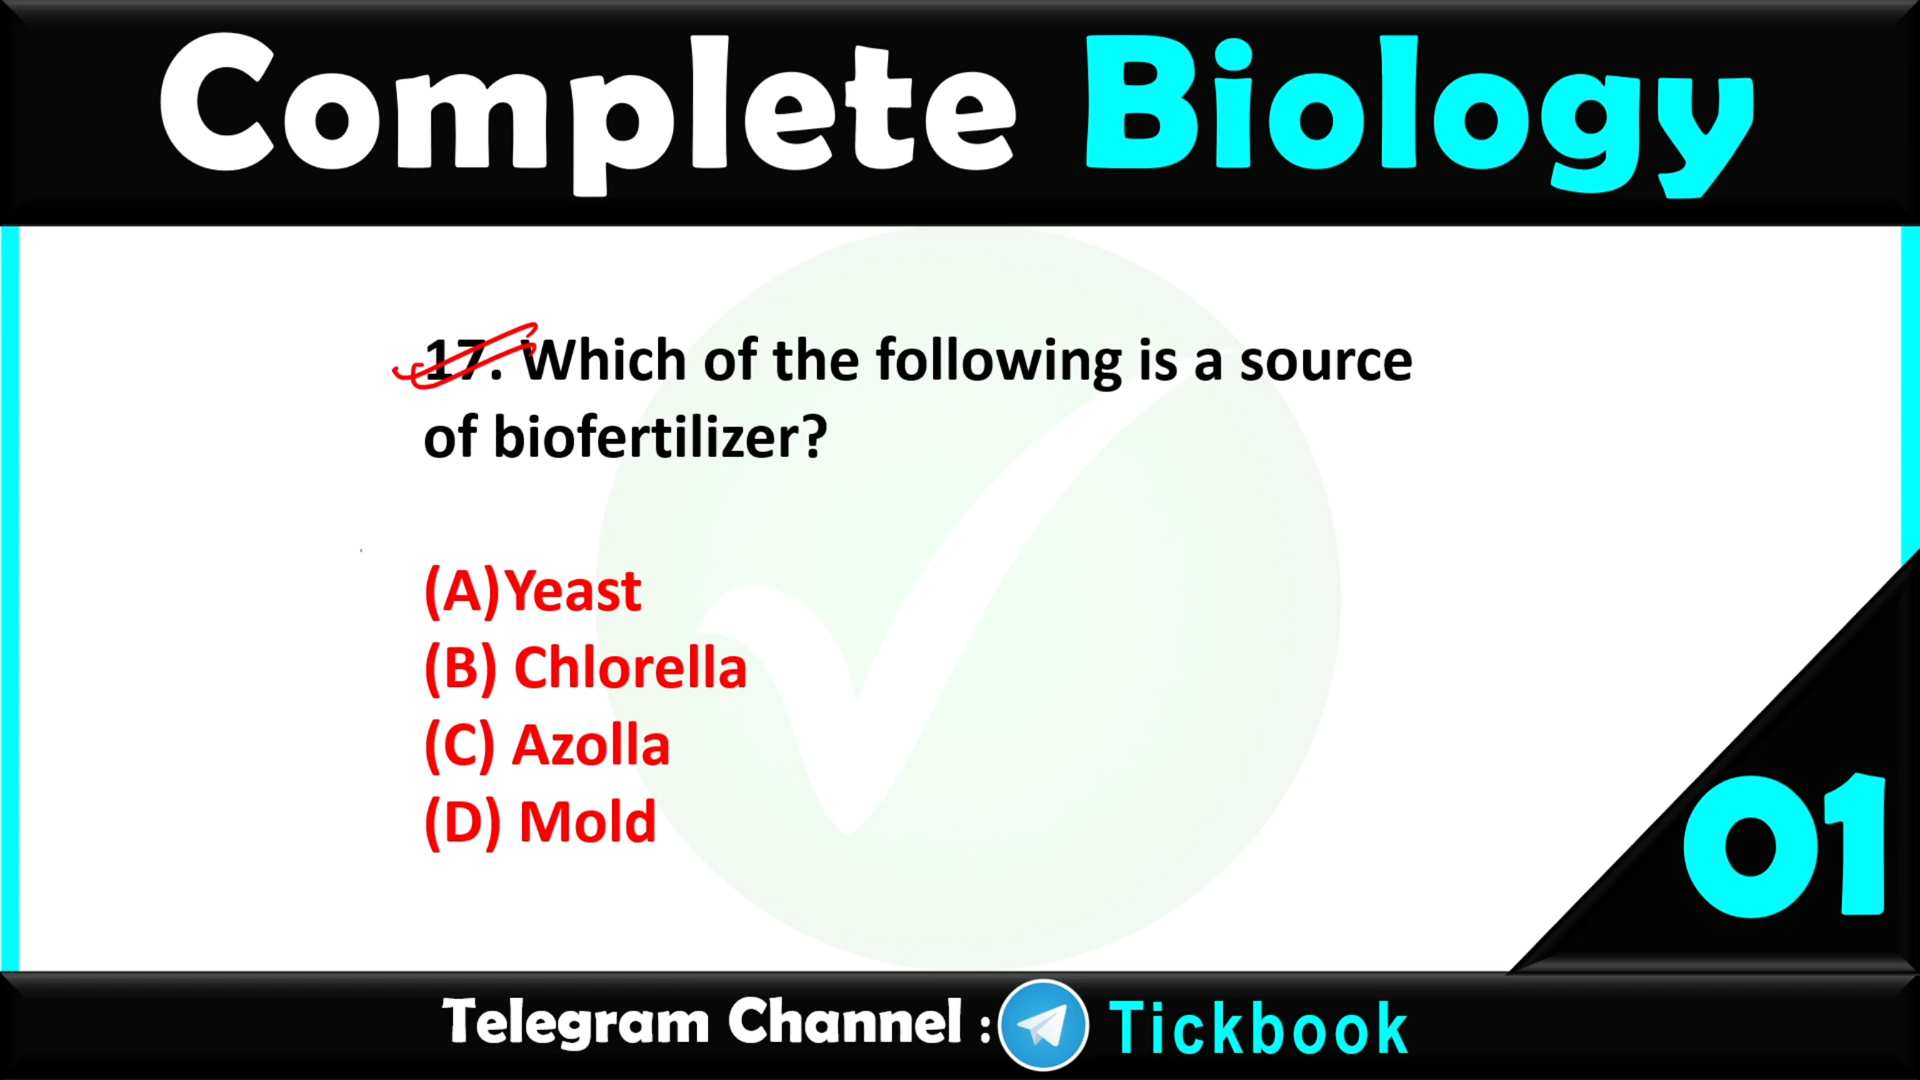 Complete Biology
17. Which of the following is a source
of biofertilizer?
(A)Yeast
(B) Chlorella
(C) Azolla
(D) Mold
01
Telegram Channel : Tickbook